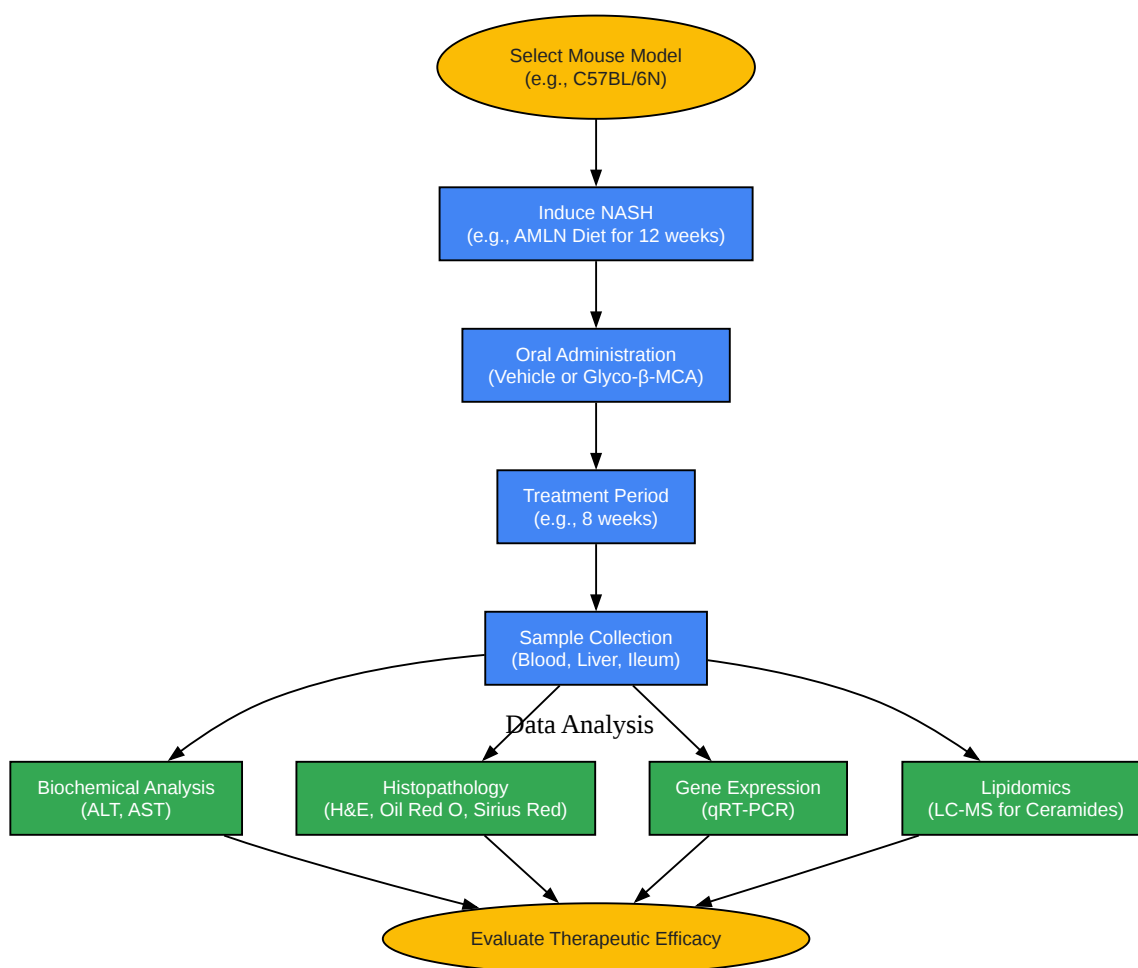 Select Mouse Model
(e.g., C57BL/6N)
Induce NASH
(e.g., AMLN Diet for 12 weeks)
Oral Administration
(Vehicle or Glyco-β-MCA)
Treatment Period
(e.g., 8 weeks)
Sample Collection
(Blood, Liver, Ileum)
Data Analysis
Biochemical Analysis
(ALT, AST)
Histopathology
(H&E, Oil Red O, Sirius Red)
Gene Expression
(qRT-PCR)
Lipidomics
(LC-MS for Ceramides)
Evaluate Therapeutic Efficacy